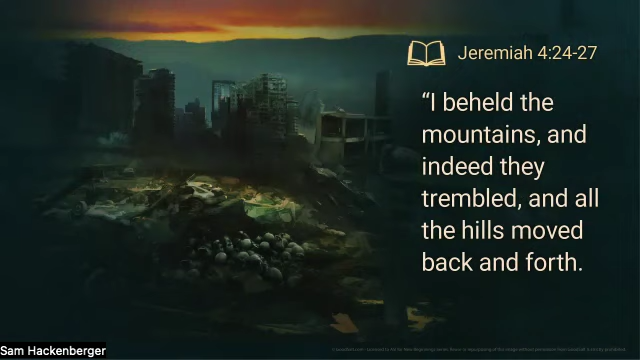 Jeremiah 4:24-27
“I beheld the
mountains, and
indeed they
trembled, and all
the hills moved
back and forth.
Sam Hackenberger